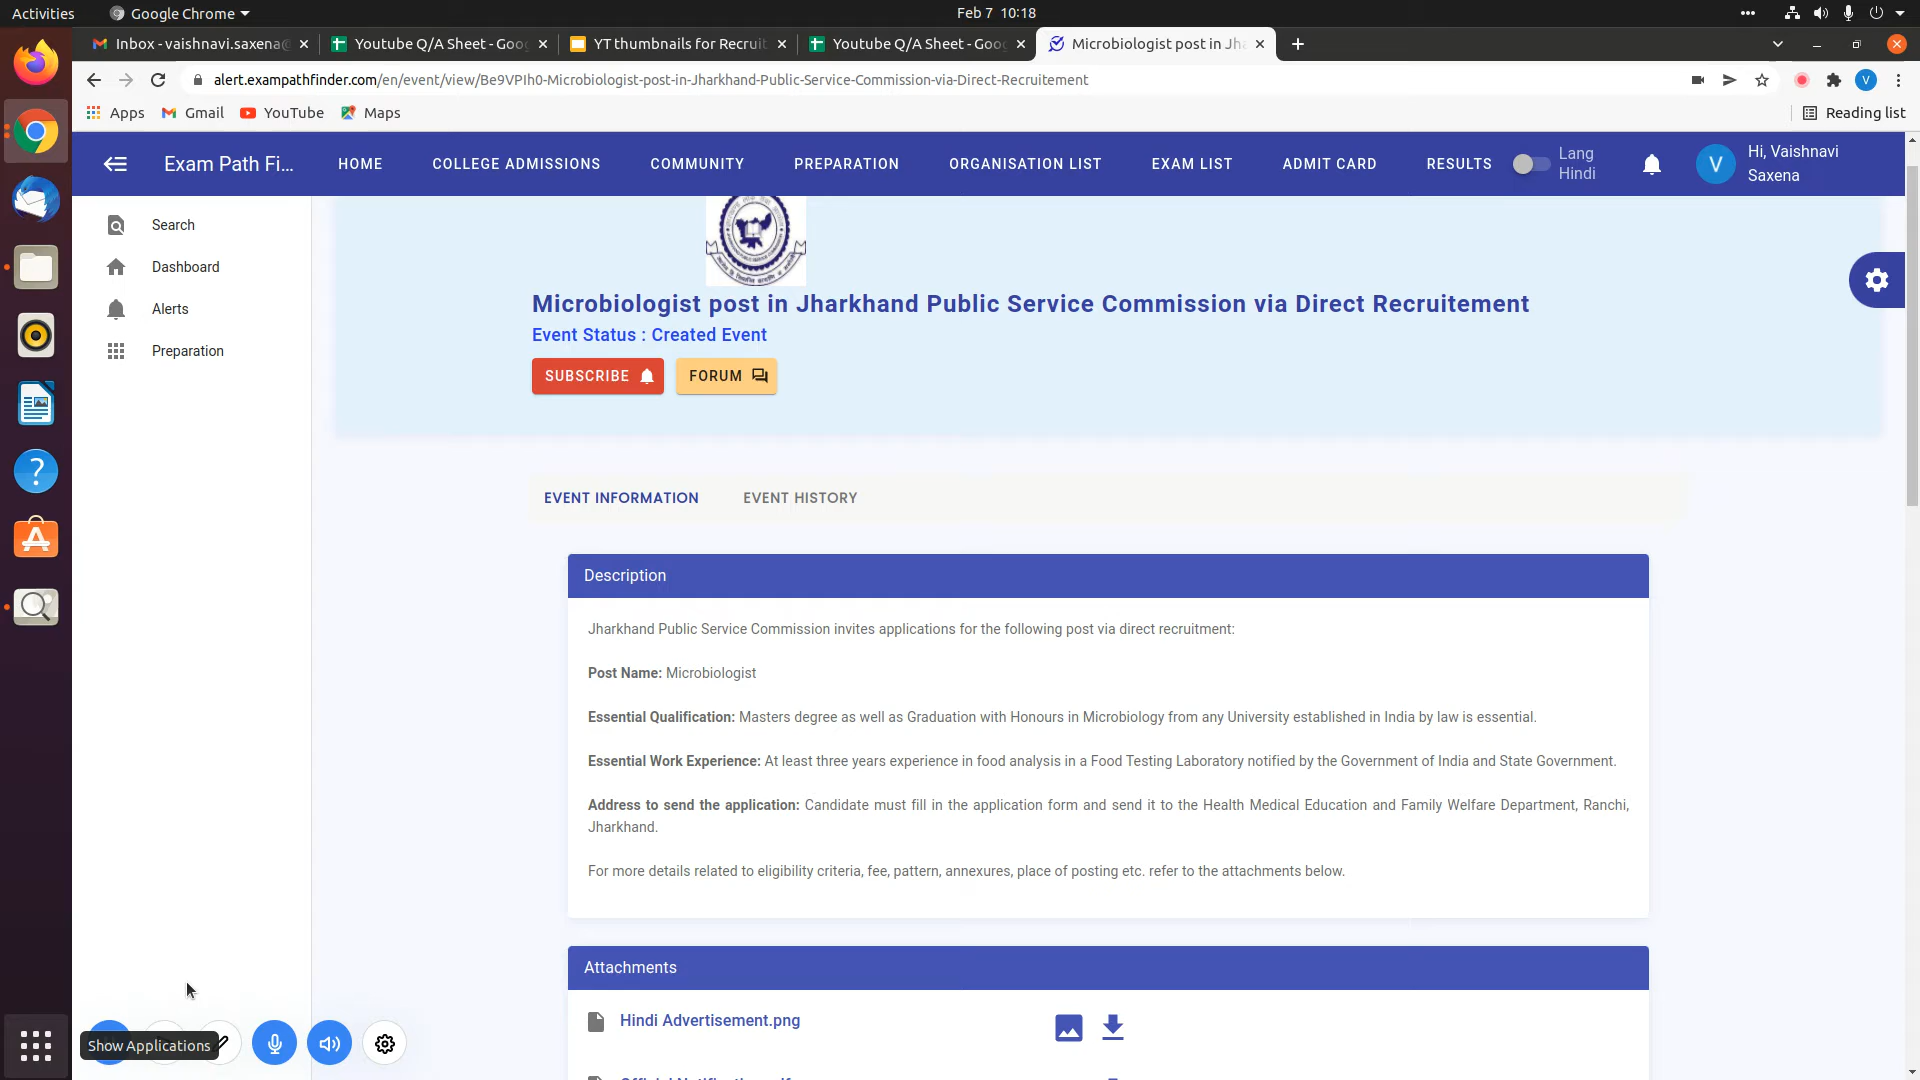 Activities
Google Chrome
Feb 7 10:18
Inbox - vaishnavi.saxena@
Youtube Q/A Sheet - Goog
YT thumbnails for Recruit
Youtube Q/A Sheet - Goog
Microbiologist post in Jha
alert.exampathfinder.com/en/event/view/Be9VPIh0-Microbiologist-post-in-Jharkhand-Public-Service-Commission-via-Direct-Recruitement
V
Apps
Gmail
YouTube
Maps
Reading list
Exam Path Fi...
HOME
COLLEGE ADMISSIONS
COMMUNITY
PREPARATION
ORGANISATION LIST
EXAM LIST
ADMIT CARD
RESULTS
Lang
Hindi
V
Hi, Vaishnavi
Saxena
Search
Dashboard
Alerts
Preparation
Microbiologist post in Jharkhand Public Service Commission via Direct Recruitement
Event Status : Created Event
SUBSCRIBE
FORUM
EVENT INFORMATION
EVENT HISTORY
Description
Jharkhand Public Service Commission invites applications for the following post via direct recruitment:
Post Name: Microbiologist
Essential Qualification: Masters degree as well as Graduation with Honours in Microbiology from any University established in India by law is essential.
Essential Work Experience: At least three years experience in food analysis in a Food Testing Laboratory notified by the Government of India and State Government.
Address to send the application: Candidate must fill in the application form and send it to the Health Medical Education and Family Welfare Department, Ranchi,
Jharkhand.
For more details related to eligibility criteria, fee, pattern, annexures, place of posting etc. refer to the attachments below.
Attachments
Hindi Advertisement.png
Show Applications